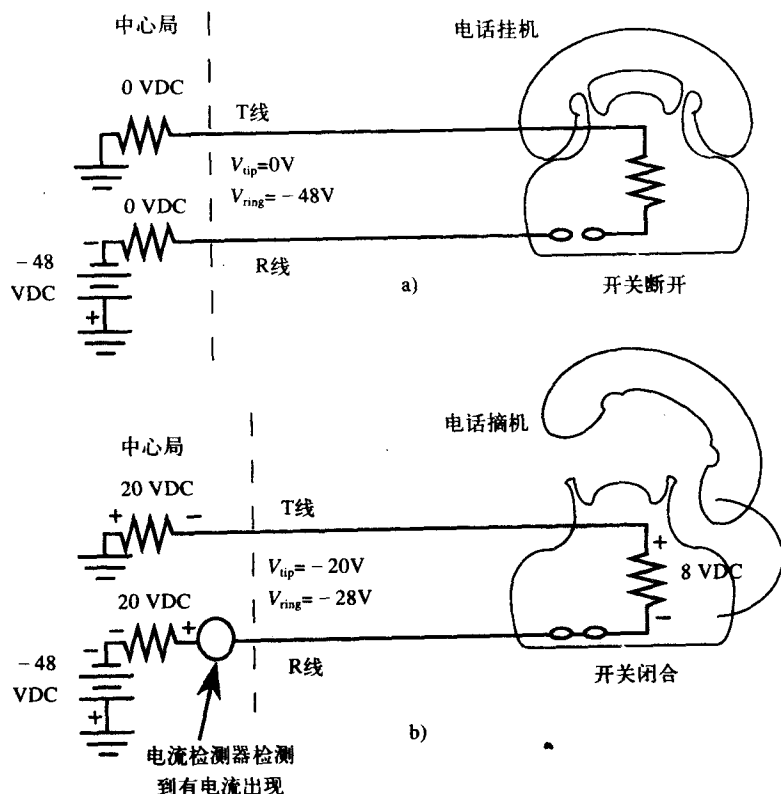 中心局
电话挂机
0 VDC
T线
V_tip=0V
V_ring=－48V
0 VDC
－
－48
VDC
+
R线
a)
开关断开
电话摘机
中心局
20 VDC
+ －
T线
V_tip=－20V
V_ring=－28V
+
8 VDC
－
20 VDC
－ － +
－48
VDC
+
R线
开关闭合
b)
电流检测器检测
到有电流出现